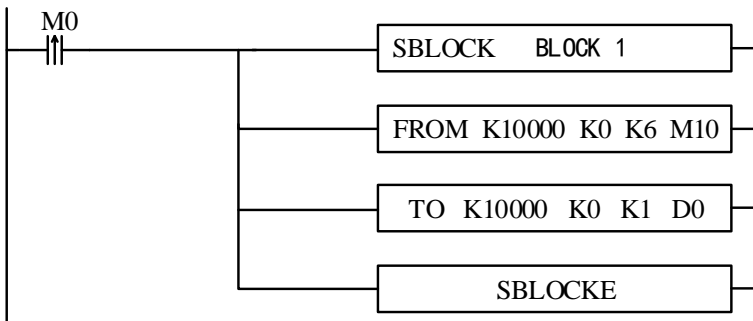 M0
SBLOCK BLOCK 1
FROM K10000 K0 K6 M10
TO K10000 K0 K1 D0
SBLOCKE